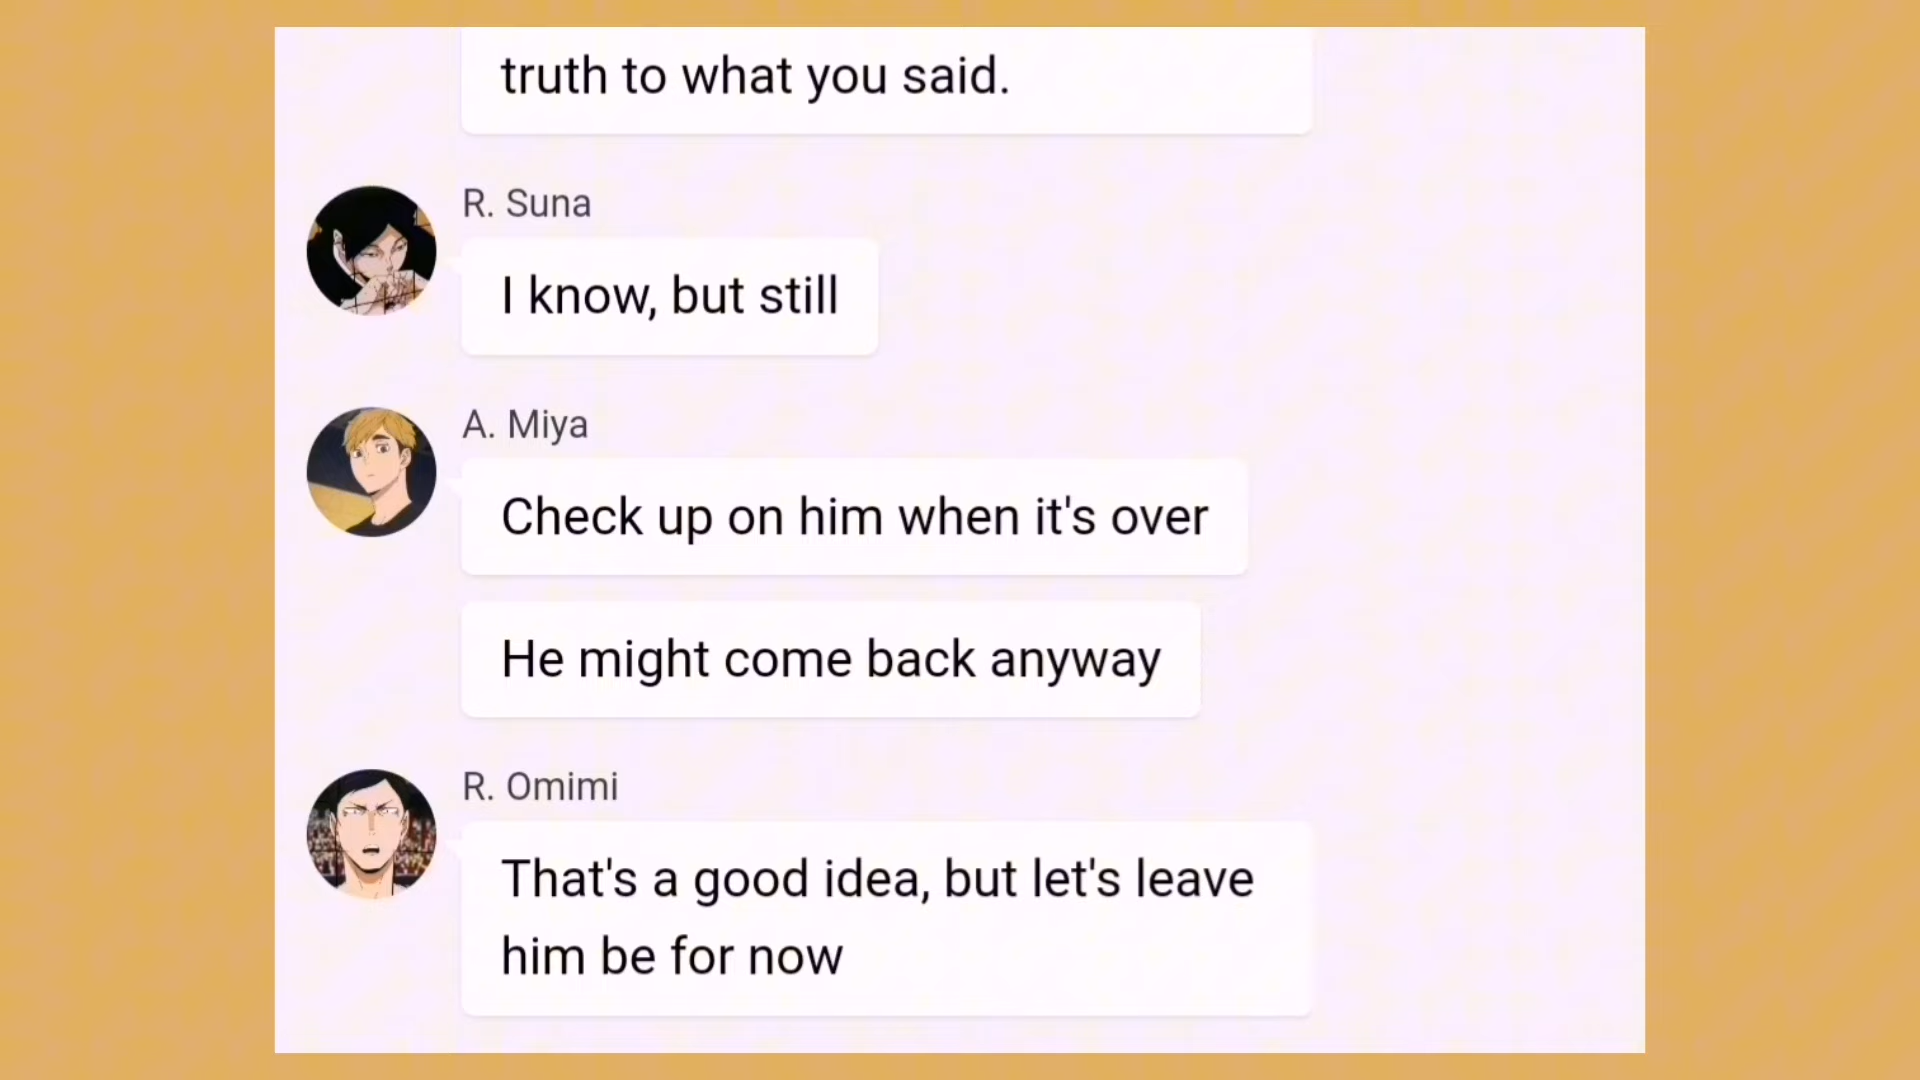 truth to what you said.
R. Suna
I know, but still
A. Miya
Check up on him when it's over
He might come back anyway
R. Omimi
That's a good idea, but let's leave
him be for now